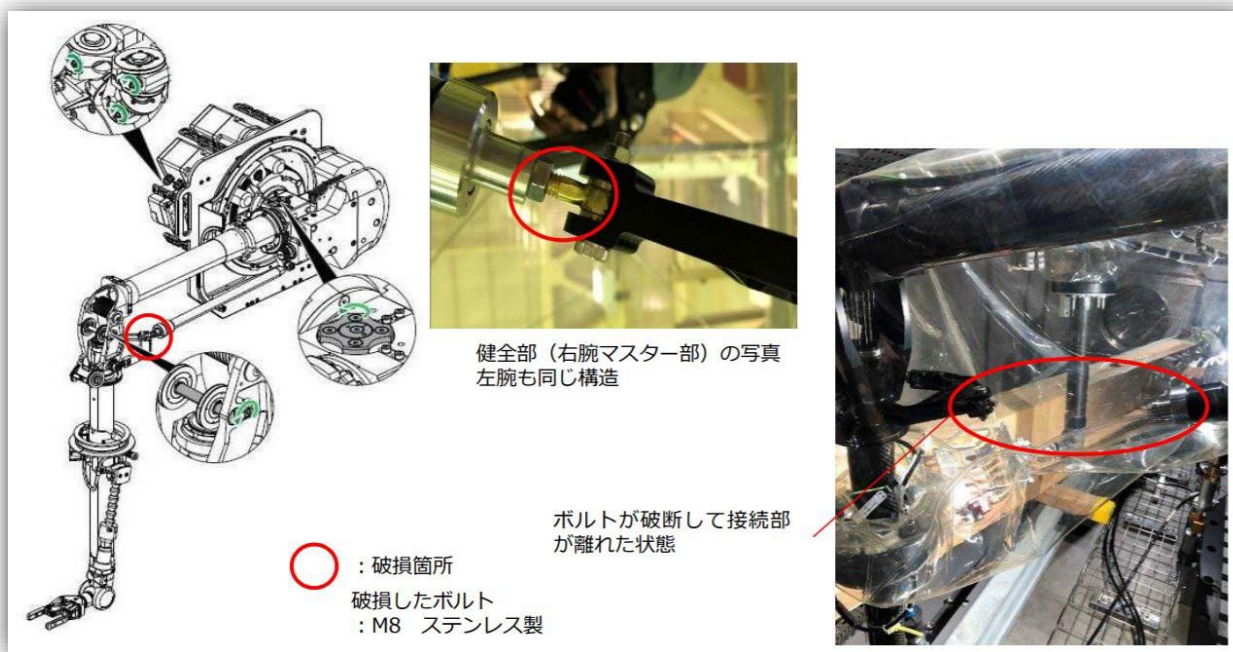 健全部（右腕マスター部）の写真
左腕も同じ構造
ボルトが破断して接続部
が離れた状態
：破損箇所
破損したボルト
：M8　ステンレス製